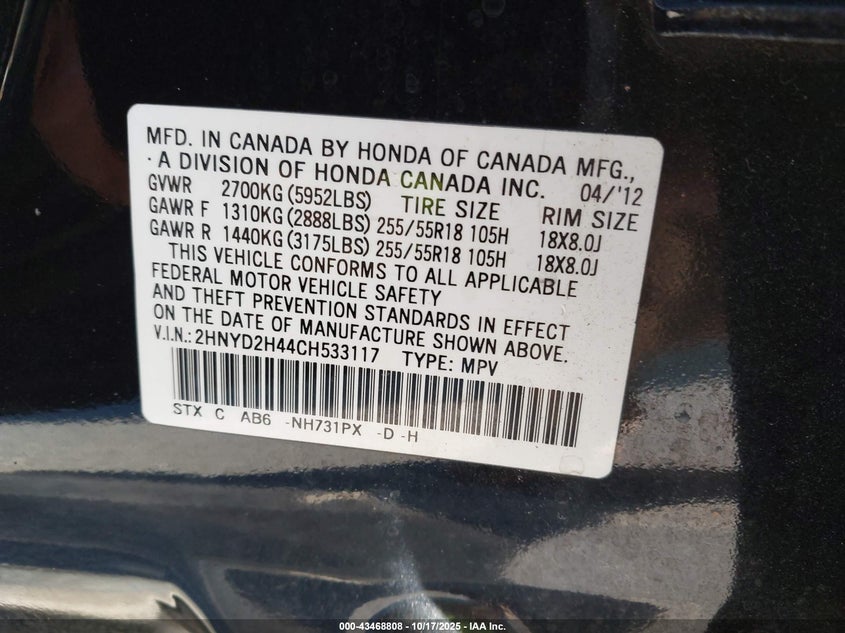 MFD. IN CANADA BY HONDA OF CANADA MFG.,
· A DIVISION OF HONDA CANADA INC. 04/'12
GVWR 2700KG (5952LBS) TIRE SIZE RIM SIZE
GAWR F 1310KG (2888LBS) 255/55R18 105H 18X8.0J
GAWR R 1440KG (3175LBS) 255/55R18 105H 18X8.0J
THIS VEHICLE CONFORMS TO ALL APPLICABLE
FEDERAL MOTOR VEHICLE SAFETY
AND THEFT PREVENTION STANDARDS IN EFFECT
ON THE DATE OF MANUFACTURE SHOWN ABOVE.
V.I.N.: 2HNYD2H44CH533117 TYPE: MPV
STX C AB6 -NH731PX -D -H
000-43468808 - 10/17/2025 - IAA Inc.